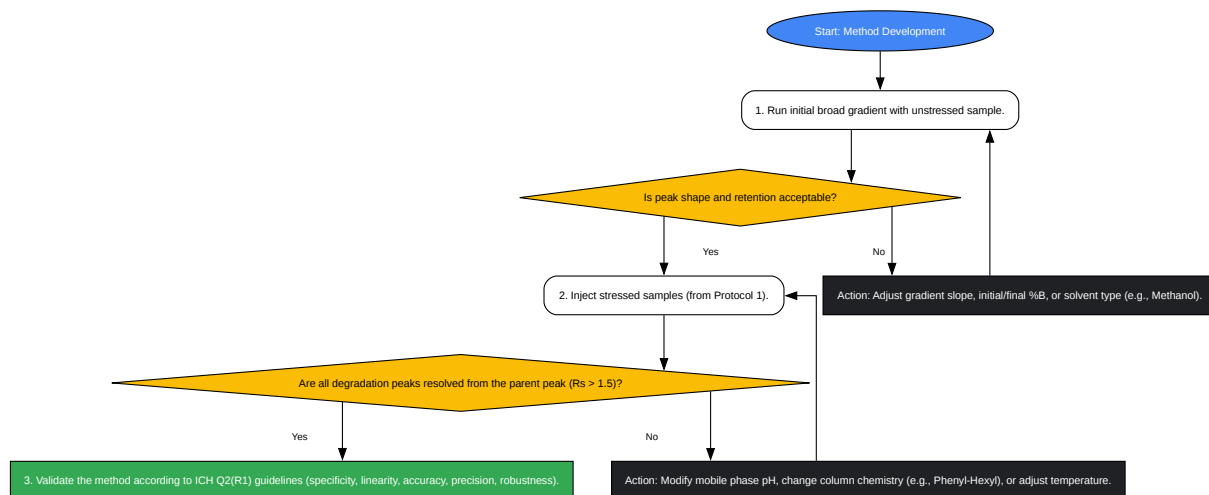 Start: Method Development
1. Run initial broad gradient with unstressed sample.
Is peak shape and retention acceptable?
Yes
No
2. Inject stressed samples (from Protocol 1).
Action: Adjust gradient slope, initial/final %B, or solvent type (e.g., Methanol).
Are all degradation peaks resolved from the parent peak (Rs > 1.5)?
Yes
No
3. Validate the method according to ICH Q2(R1) guidelines (specificity, linearity, accuracy, precision, robustness).
Action: Modify mobile phase pH, change column chemistry (e.g., Phenyl-Hexyl), or adjust temperature.